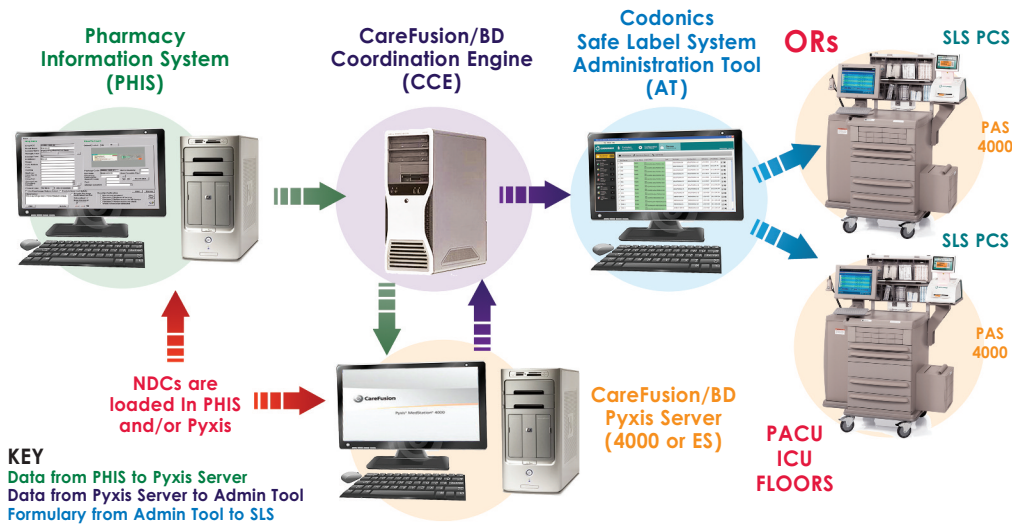 Pharmacy
Information System
(PHIS)
CareFusion/BD
Coordination Engine
(CCE)
Codonics
Safe Label System
Administration Tool
(AT)
ORs
SLS PCS
PAS
4000
SLS PCS
PAS
4000
NDCs are
loaded In PHIS
and/or Pyxis
CareFusion
Pyxis MedStation 4000
CareFusion/BD
Pyxis Server
(4000 or ES)
PACU
ICU
FLOORS
KEY
Data from PHIS to Pyxis Server
Data from Pyxis Server to Admin Tool
Formulary from Admin Tool to SLS